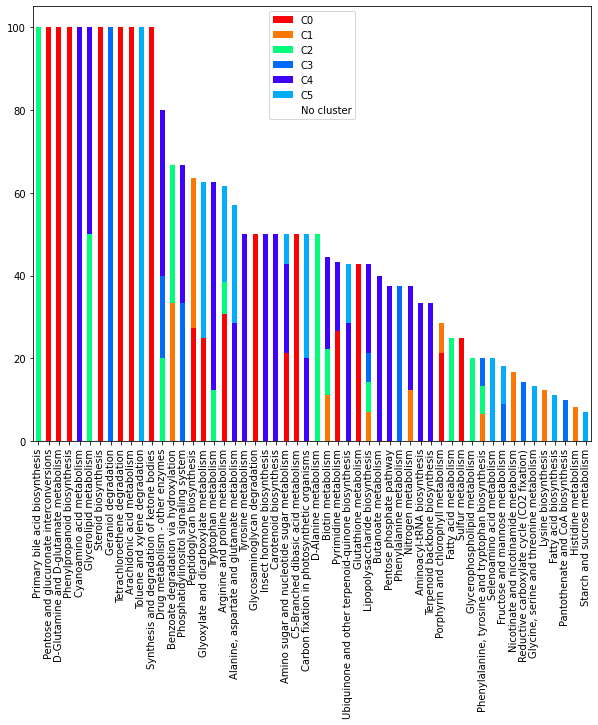 100
80
60
40
20
0
C0
C1
C2
C3
C4
C5
No cluster
Primary bile acid biosynthesis
Pentose and glucuronate interconversions
D-Glutamine and D-glutamate metabolism
Phenylpropanoid biosynthesis
Cyanoamino acid metabolism
Glycerolipid metabolism
Steroid biosynthesis
Geraniol degradation
Tetrachloroethene degradation
Arachidonic acid metabolism
Toluene and xylene degradation
Synthesis and degradation of ketone bodies
Drug metabolism - other enzymes
Benzoate degradation via hydroxylation
Phosphatidylinositol signaling system
Peptidoglycan biosynthesis
Glyoxylate and dicarboxylate metabolism
Tryptophan metabolism
Arginine and proline metabolism
Alanine, aspartate and glutamate metabolism
Tyrosine metabolism
Glycosaminoglycan degradation
Insect hormone biosynthesis
Carotenoid biosynthesis
Amino sugar and nucleotide sugar metabolism
C5-Branched dibasic acid metabolism
Carbon fixation in photosynthetic organisms
D-Alanine metabolism
Biotin metabolism
Pyrimidine metabolism
Ubiquinone and other terpenoid-quinone biosynthesis
Glutathione metabolism
Lipopolysaccharide biosynthesis
Butanoate metabolism
Pentose phosphate pathway
Phenylalanine metabolism
Nitrogen metabolism
Aminoacyl-tRNA biosynthesis
Terpenoid backbone biosynthesis
Porphyrin and chlorophyll metabolism
Fatty acid metabolism
Sulfur metabolism
Glycerophospholipid metabolism
Phenylalanine, tyrosine and tryptophan biosynthesis
Selenoamino acid metabolism
Fructose and mannose metabolism
Nicotinate and nicotinamide metabolism
Reductive carboxylate cycle (CO2 fixation)
Glycine, serine and threonine metabolism
Lysine biosynthesis
Fatty acid biosynthesis
Pantothenate and CoA biosynthesis
Histidine metabolism
Starch and sucrose metabolism